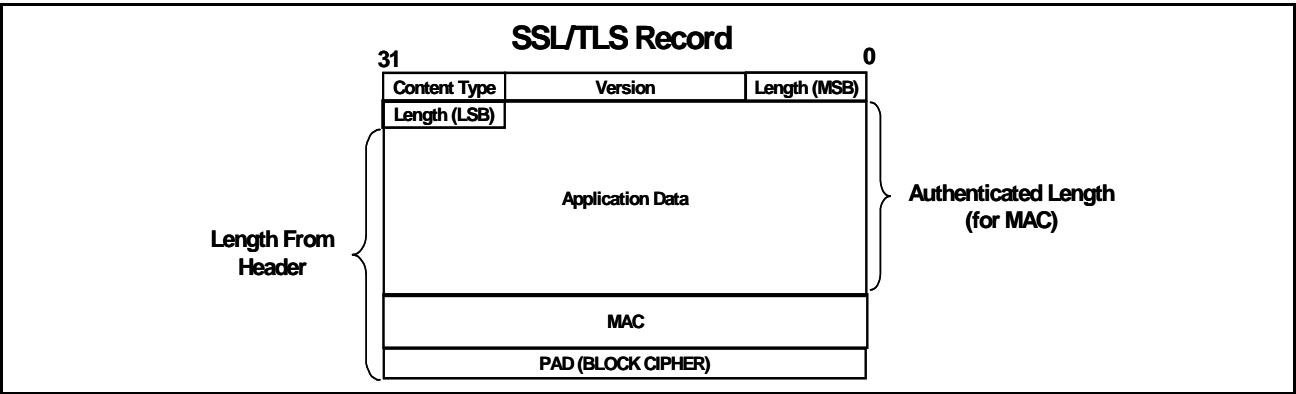 SSL/TLS Record
31 0
Content Type Version Length (MSB)
Length (LSB)
Application Data
Authenticated Length
(for MAC)
Length From
Header
MAC
PAD (BLOCK CIPHER)